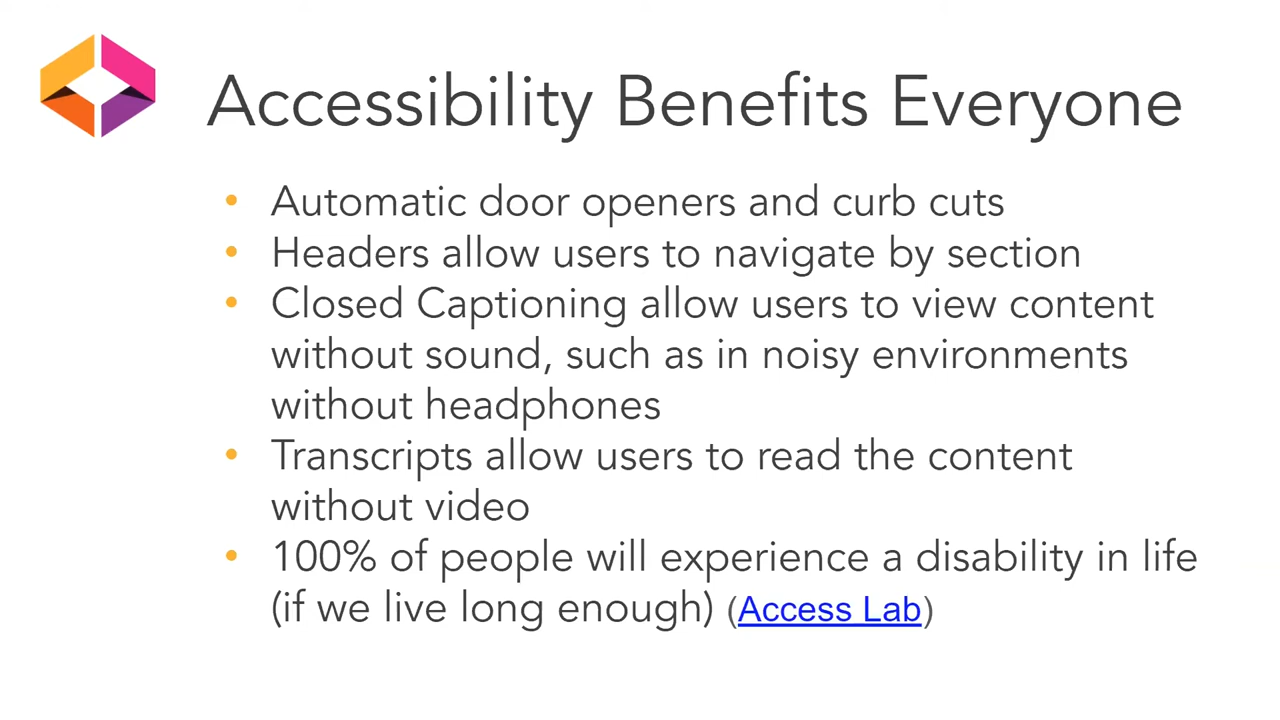 Accessibility Benefits Everyone
• Automatic door openers and curb cuts
• Headers allow users to navigate by section
• Closed Captioning allow users to view content
without sound, such as in noisy environments
without headphones
• Transcripts allow users to read the content
without video
• 100% of people will experience a disability in life
(if we live long enough) (Access Lab)